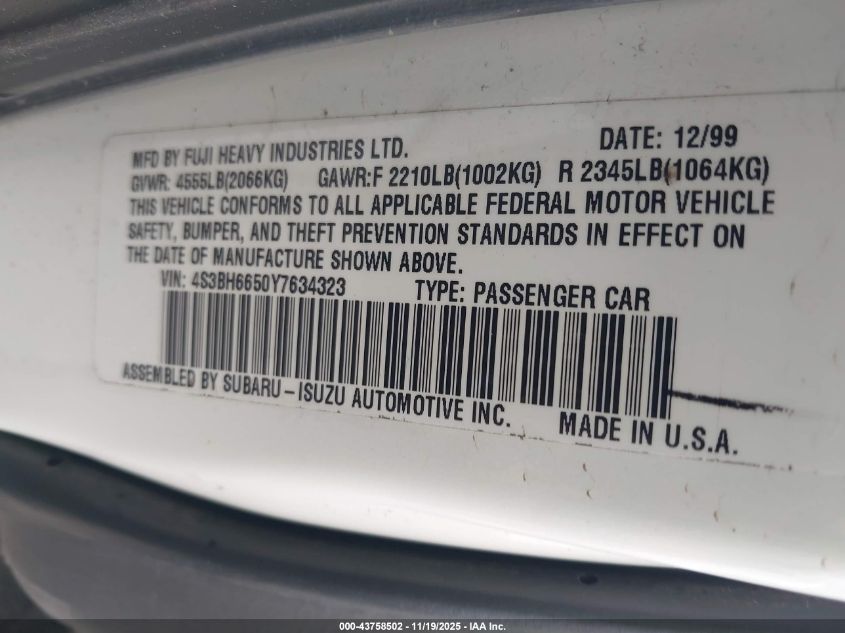 MFD BY FUJI HEAVY INDUSTRIES LTD. DATE: 12/99
GVWR: 4555LB(2066KG) GAWR:F 2210LB(1002KG) R 2345LB(1064KG)
THIS VEHICLE CONFORMS TO ALL APPLICABLE FEDERAL MOTOR VEHICLE
SAFETY, BUMPER, AND THEFT PREVENTION STANDARDS IN EFFECT ON
THE DATE OF MANUFACTURE SHOWN ABOVE.
VIN: 4S3BH6650Y7634323 TYPE: PASSENGER CAR
ASSEMBLED BY SUBARU-ISUZU AUTOMOTIVE INC. MADE IN U.S.A.
000-43758502 - 11/19/2025 - IAA Inc.